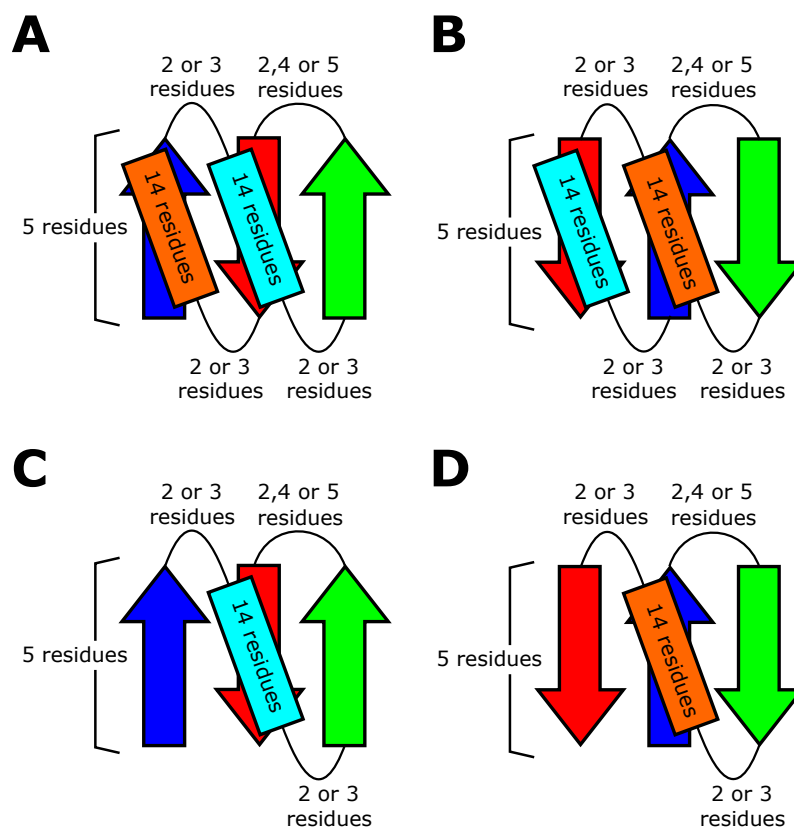 A
2 or 3
residues
2,4 or 5
residues
5 residues
14 residues
14 residues
2 or 3
residues
2 or 3
residues
B
2 or 3
residues
2,4 or 5
residues
5 residues
14 residues
14 residues
2 or 3
residues
2 or 3
residues
C
2 or 3
residues
2,4 or 5
residues
5 residues
14 residues
2 or 3
residues
D
2 or 3
residues
2,4 or 5
residues
5 residues
14 residues
2 or 3
residues